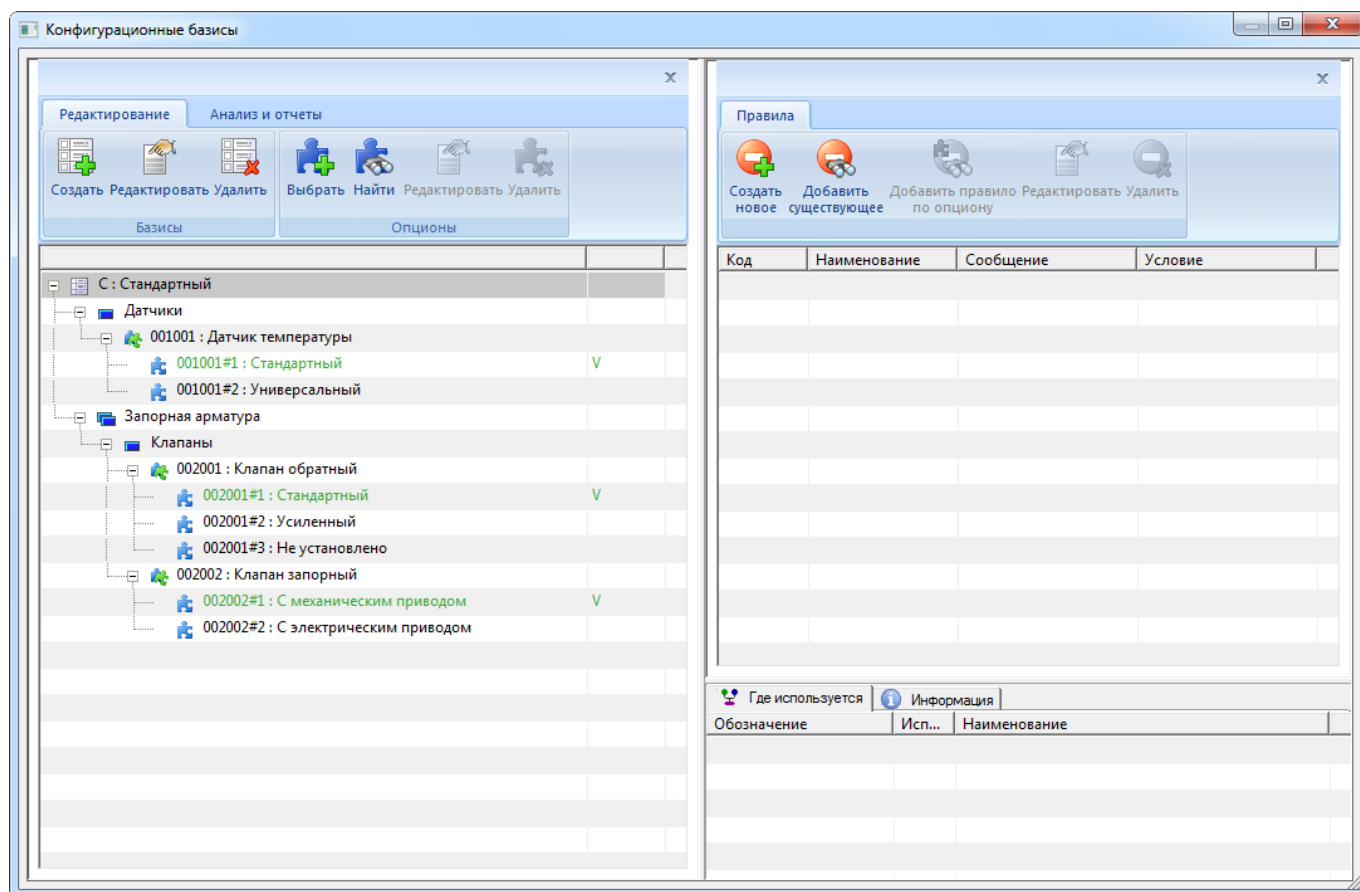 Конфигурационные базисы
Редактирование Анализ и отчеты
Создать Редактировать Удалить Выбрать Найти Редактировать Удалить
Базисы Опционы
С : Стандартный
Датчики
001001 : Датчик температуры
001001#1 : Стандартный V
001001#2 : Универсальный
Запорная арматура
Клапаны
002001 : Клапан обратный
002001#1 : Стандартный V
002001#2 : Усиленный
002001#3 : Не установлено
002002 : Клапан запорный
002002#1 : С механическим приводом V
002002#2 : С электрическим приводом
Правила
Создать Добавить Добавить правило Редактировать Удалить
новое существующее по опциону
Код Наименование Сообщение Условие
Где используется Информация
Обозначение Исп... Наименование